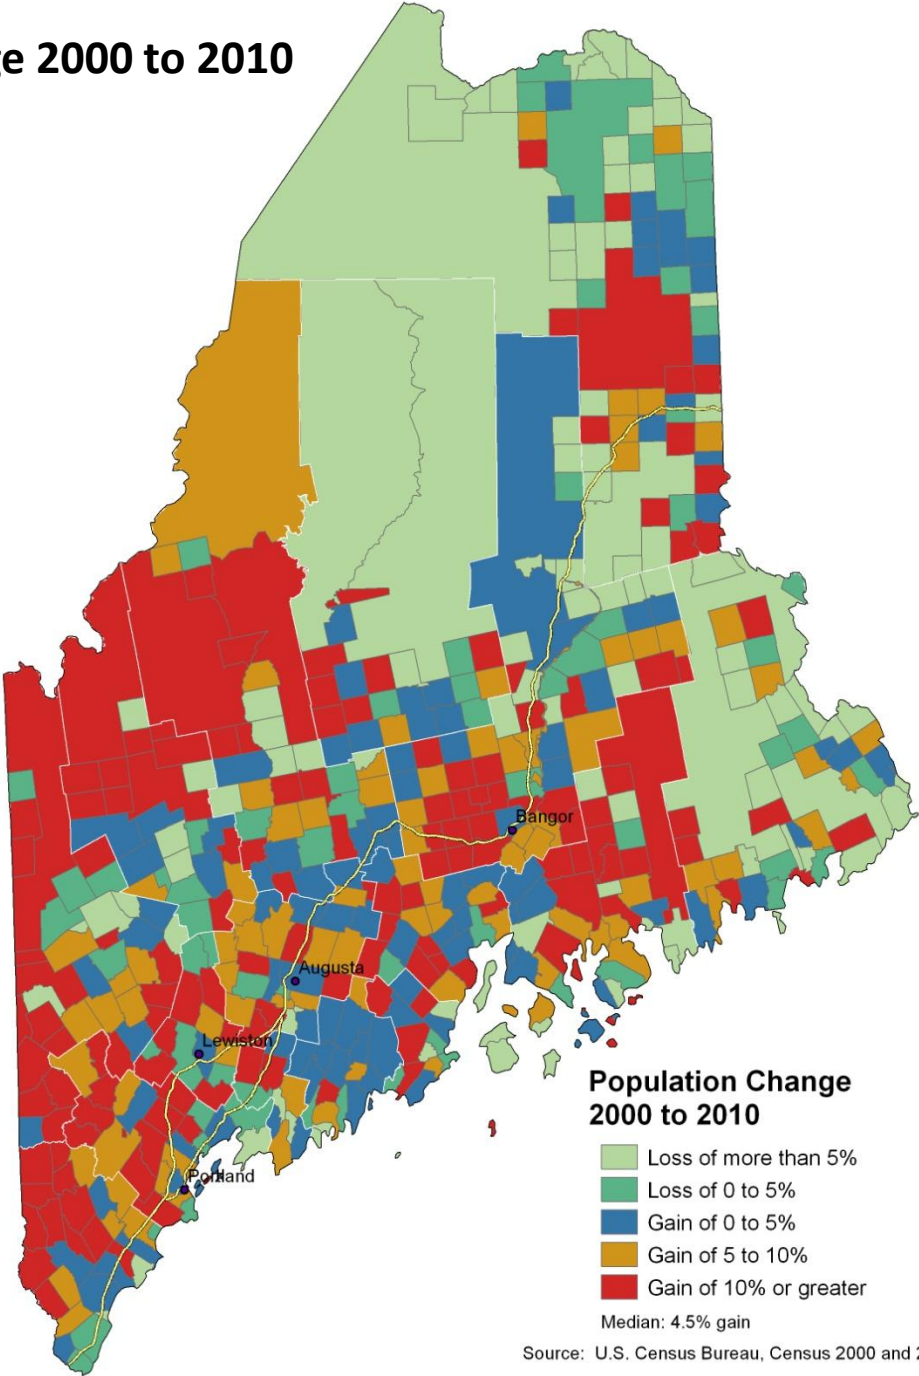 e 2000 to 2010
Bangor
Augusta
Lewiston
Portland
Population Change
2000 to 2010
Loss of more than 5%
Loss of 0 to 5%
Gain of 0 to 5%
Gain of 5 to 10%
Gain of 10% or greater
Median: 4.5% gain
Source: U.S. Census Bureau, Census 2000 and